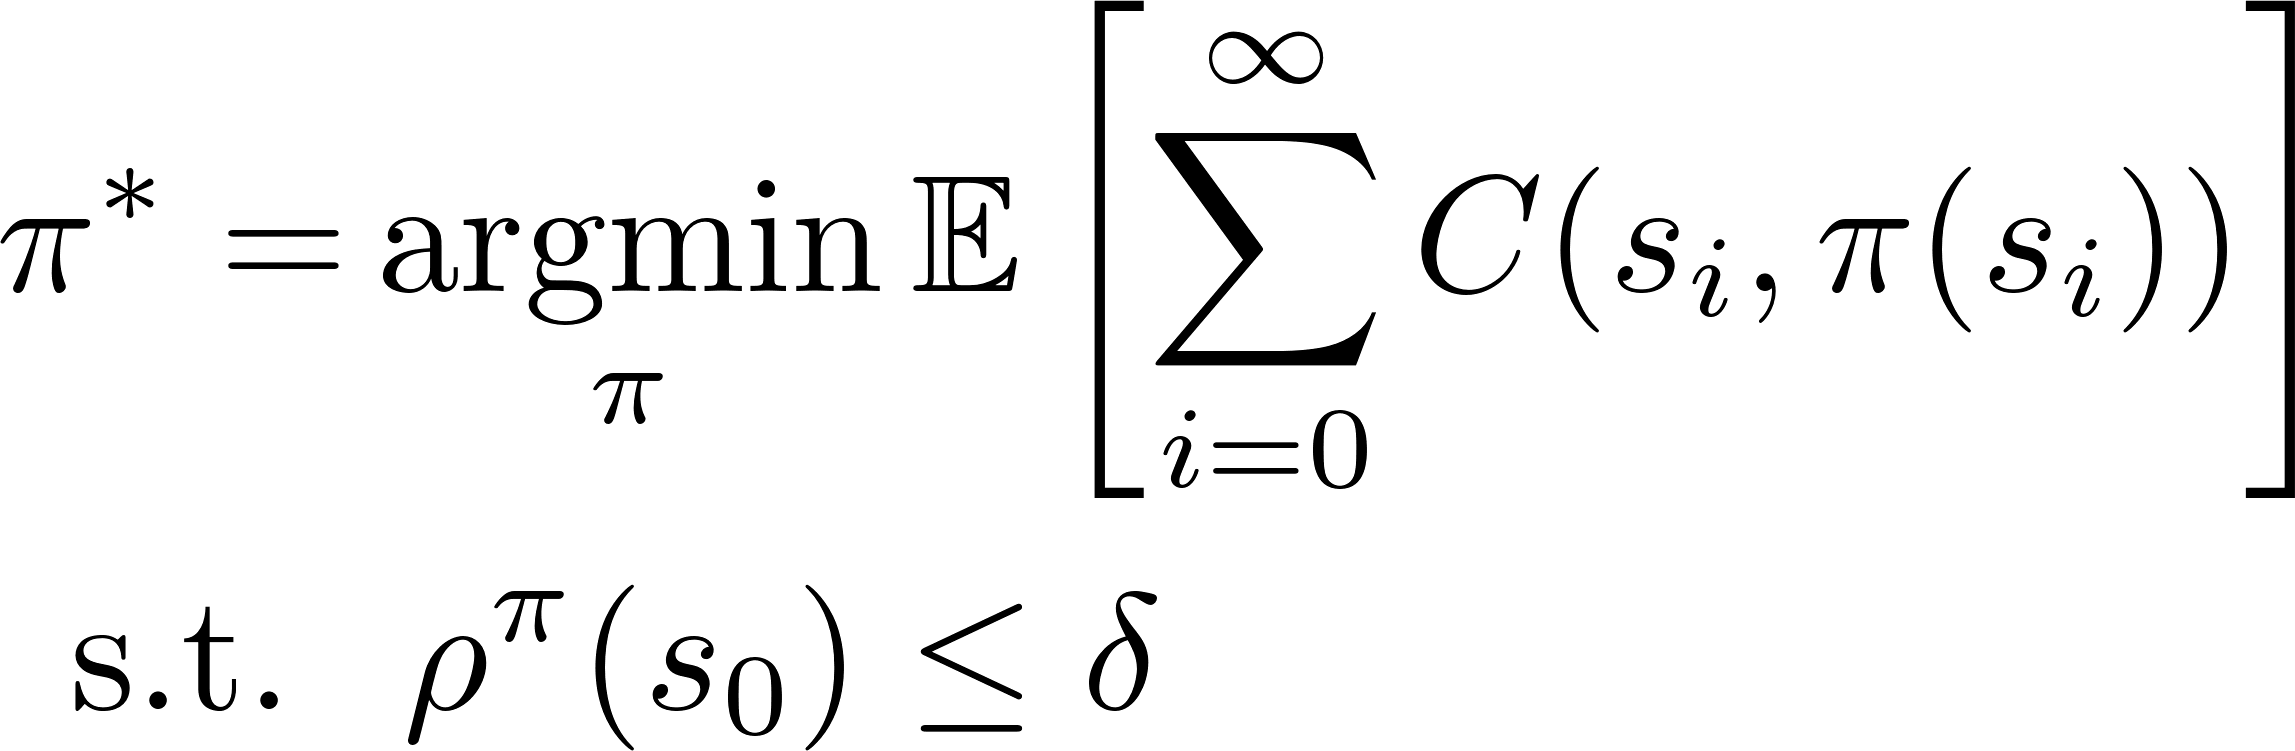 π* = argmin_π 𝔼 [ ∑_{i=0}^{∞} C(s_i, π(s_i)) ]
s.t. ρ^π(s_0) ≤ δ